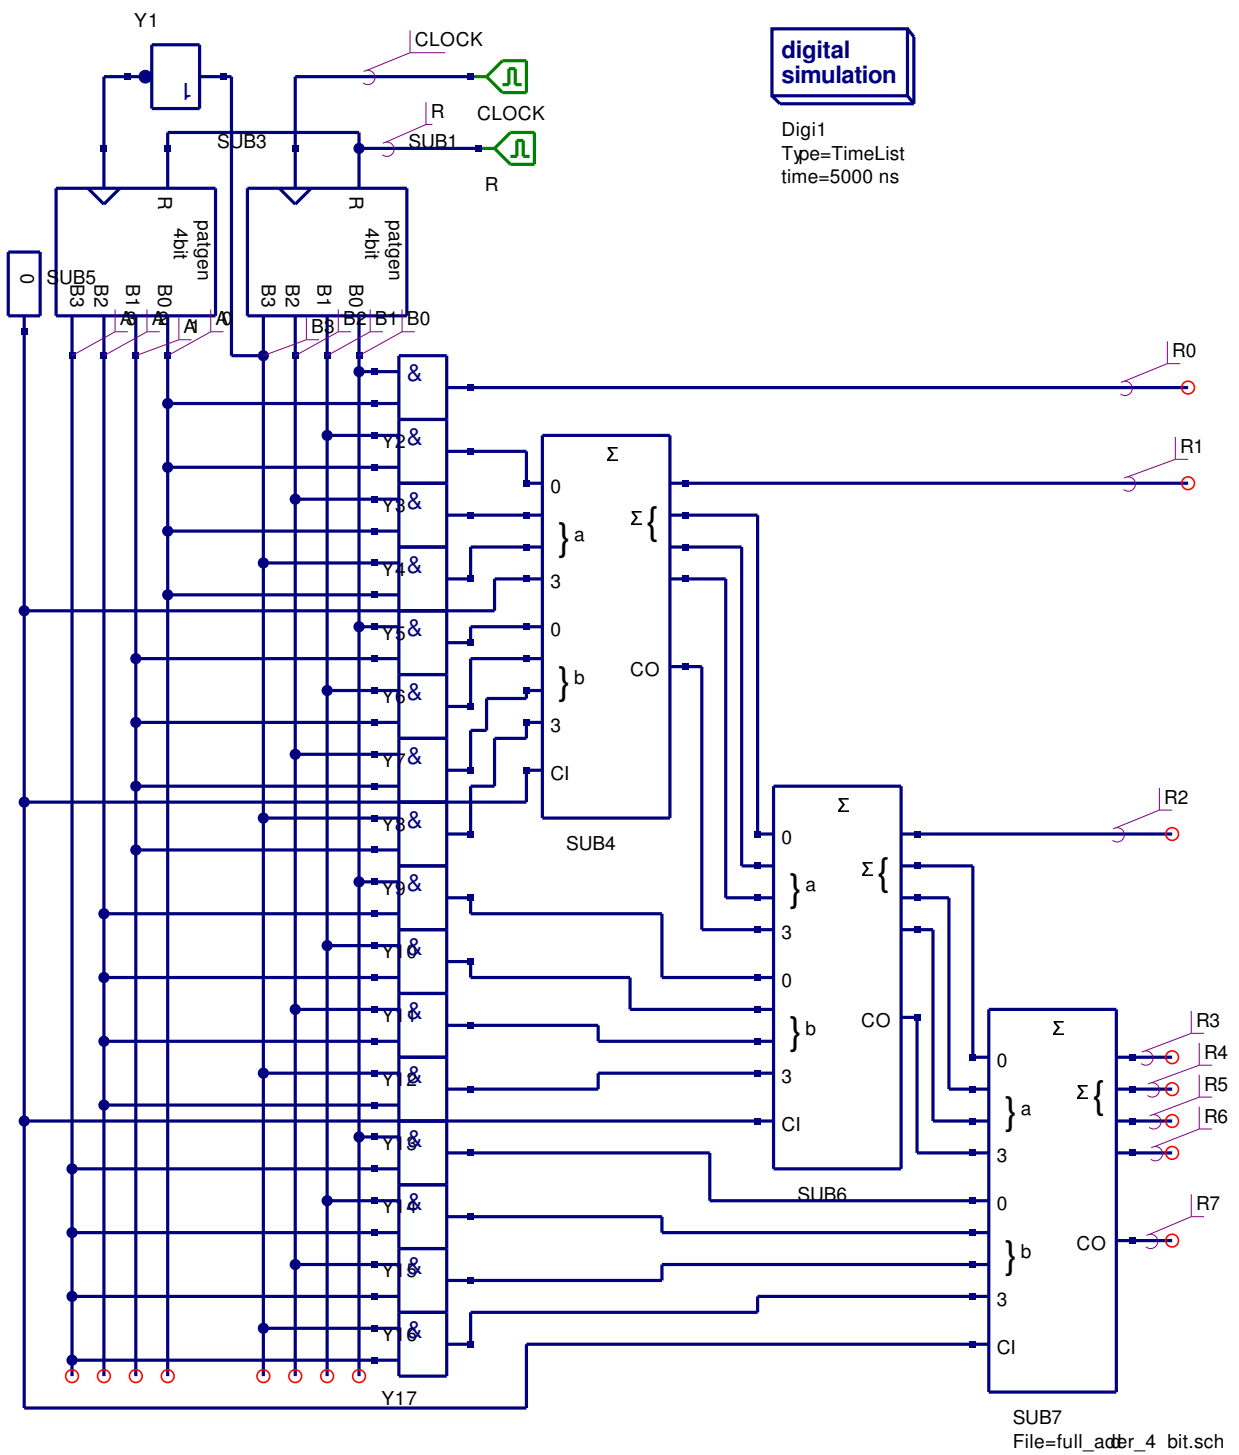 Y1
CLOCK
digital
simulation
1
CLOCK
R
SUB3
SUB1
Digi1
Type=TimeList
time=5000 ns
R
R
R
patgen
4bit
patgen
4bit
0
SUB5
B3
B2
B1
B0
B3
B2
B1
B0
A3
A2
A1
A0
B3
B2
B1
B0
R0
&
Y2
&
R1
Σ
0
Y3
&
Σ {
} a
Y4
&
3
Y5
&
0
CO
} b
Y6
&
3
Y7
&
CI
R2
Σ
Y8
&
SUB4
0
Σ {
} a
Y9
&
3
Y10
&
0
Y11
&
CO
} b
Σ
R3
0
R4
Y12
&
3
Σ {
R5
} a
R6
CI
Y13
&
3
SUB6
0
R7
Y14
&
CO
} b
Y15
&
3
Y16
&
CI
Y17
SUB7
File=full_adder_4_bit.sch